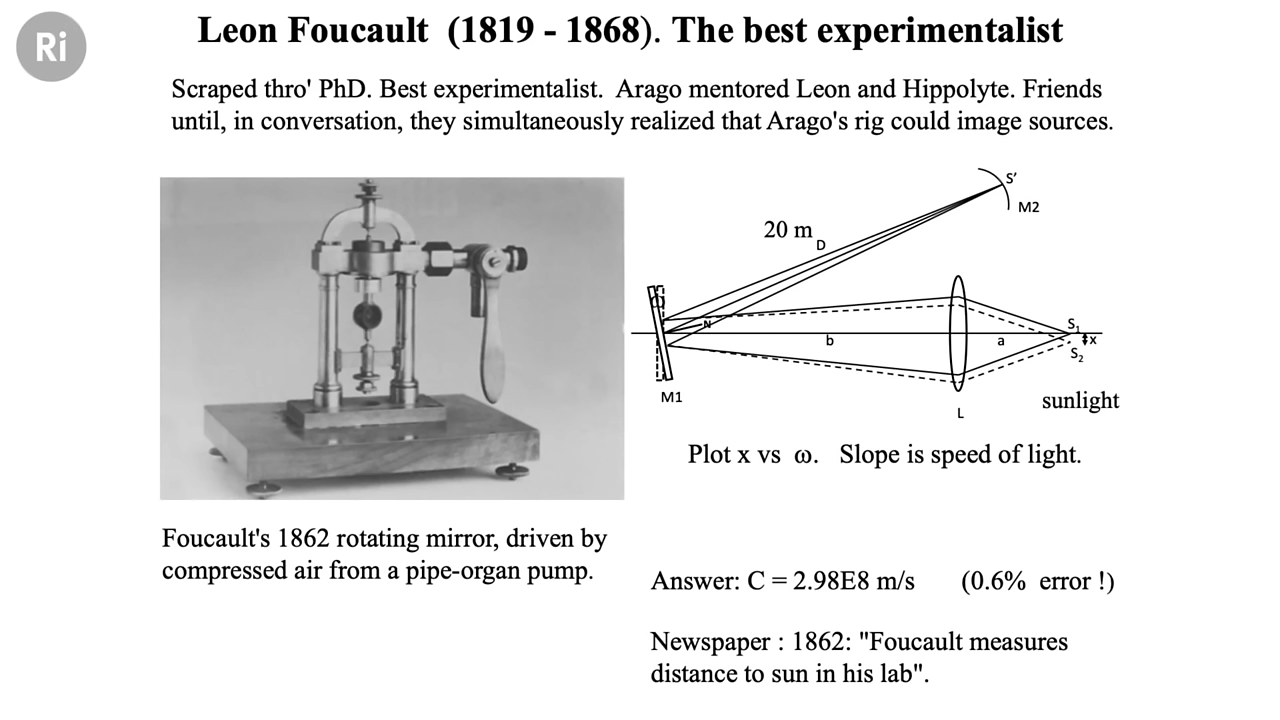 Ri
Leon Foucault (1819 - 1868). The best experimentalist
Scraped thro' PhD. Best experimentalist. Arago mentored Leon and Hippolyte. Friends
until, in conversation, they simultaneously realized that Arago's rig could image sources.
S'
M2
20 m
D
N
S1
b
a
x
S2
M1
L
sunlight
Plot x vs ω. Slope is speed of light.
Foucault's 1862 rotating mirror, driven by
compressed air from a pipe-organ pump.
Answer: C = 2.98E8 m/s (0.6% error !)
Newspaper : 1862: "Foucault measures
distance to sun in his lab".